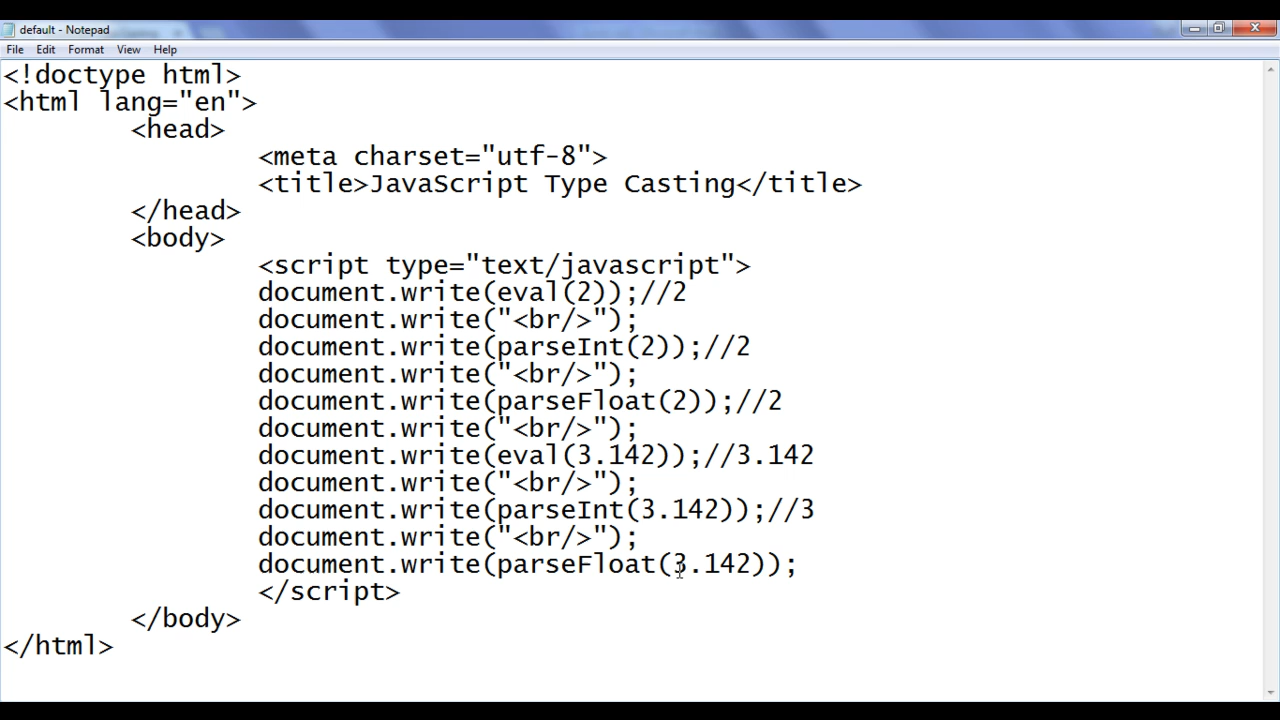 default - Notepad
File Edit Format View Help
<!doctype html>
<html lang="en">
<head>
<meta charset="utf-8">
<title>JavaScript Type Casting</title>
</head>
<body>
<script type="text/javascript">
document.write(eval(2));//2
document.write("<br/>");
document.write(parseInt(2));//2
document.write("<br/>");
document.write(parseFloat(2));//2
document.write("<br/>");
document.write(eval(3.142));//3.142
document.write("<br/>");
document.write(parseInt(3.142));//3
document.write("<br/>");
document.write(parseFloat(3.142));
</script>
</body>
</html>